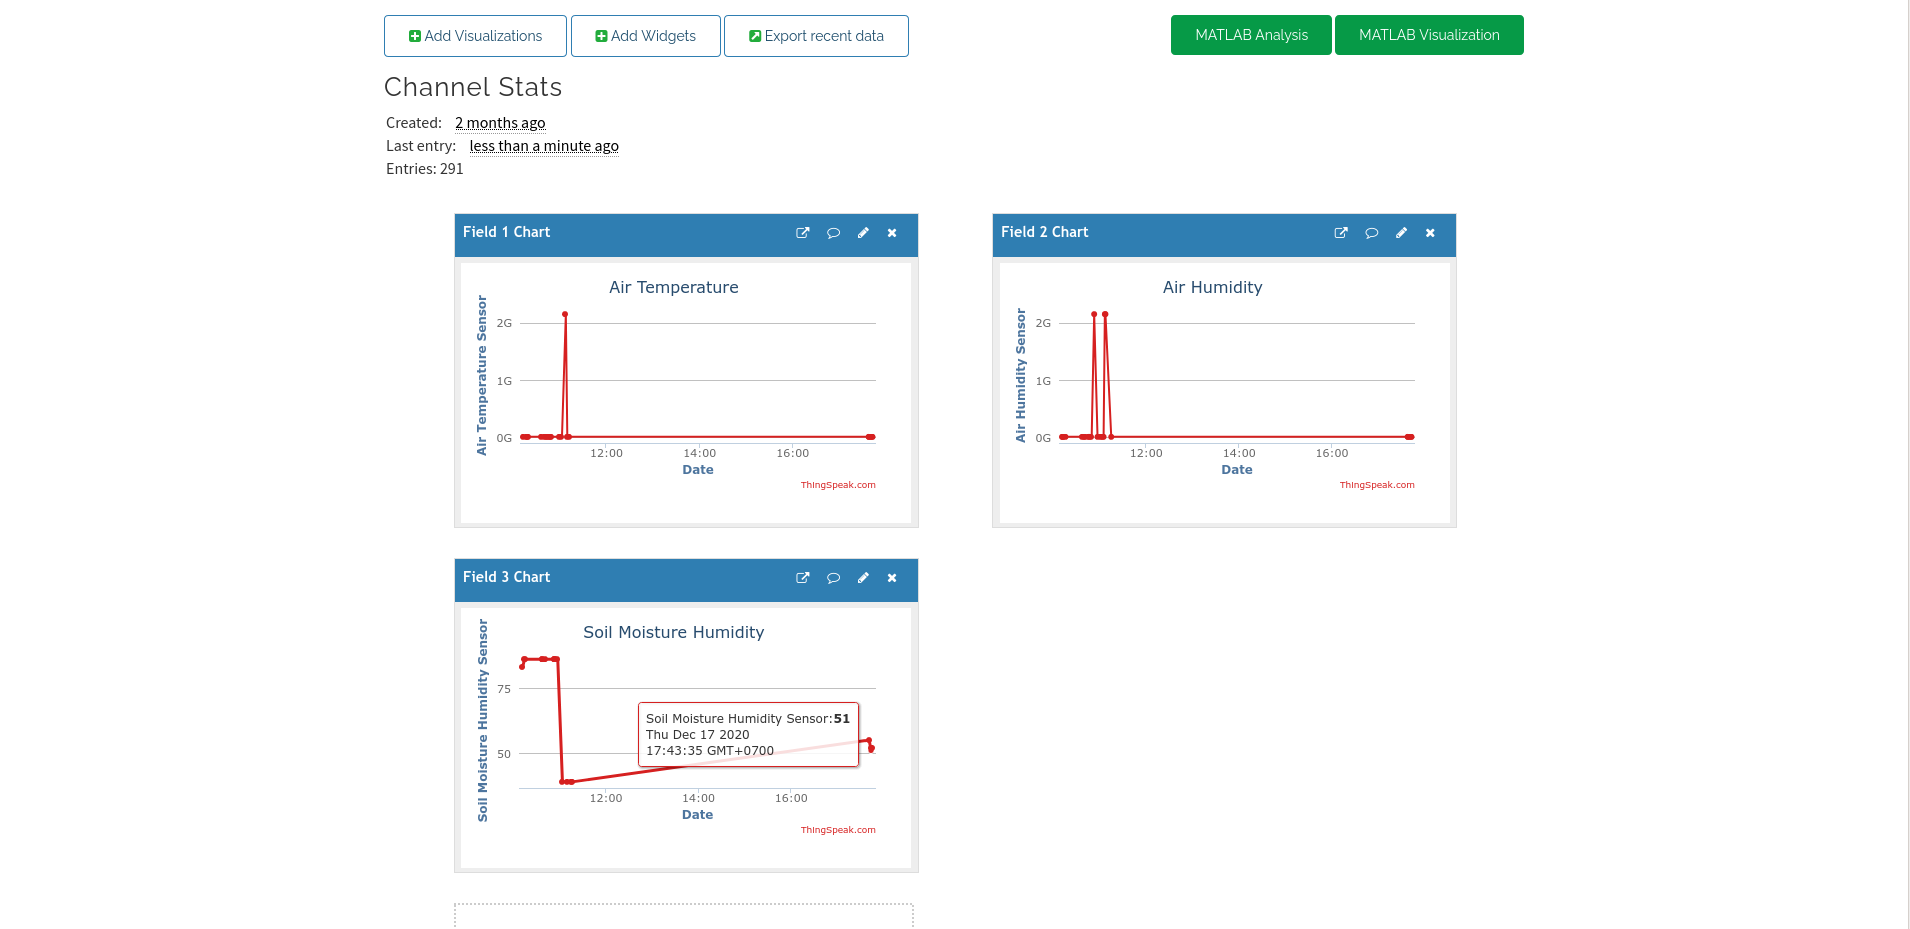 Add Visualizations
Add Widgets
Export recent data
MATLAB Analysis
MATLAB Visualization
Channel Stats
Created: 2 months ago
Last entry: less than a minute ago
Entries: 291
Field 1 Chart
Air Temperature
Air Temperature Sensor
2G
1G
0G
12:00
14:00
16:00
Date
ThingSpeak.com
Field 2 Chart
Air Humidity
Air Humidity Sensor
2G
1G
0G
12:00
14:00
16:00
Date
ThingSpeak.com
Field 3 Chart
Soil Moisture Humidity
Soil Moisture Humidity Sensor
75
50
Soil Moisture Humidity Sensor:51
Thu Dec 17 2020
17:43:35 GMT+0700
12:00
14:00
16:00
Date
ThingSpeak.com